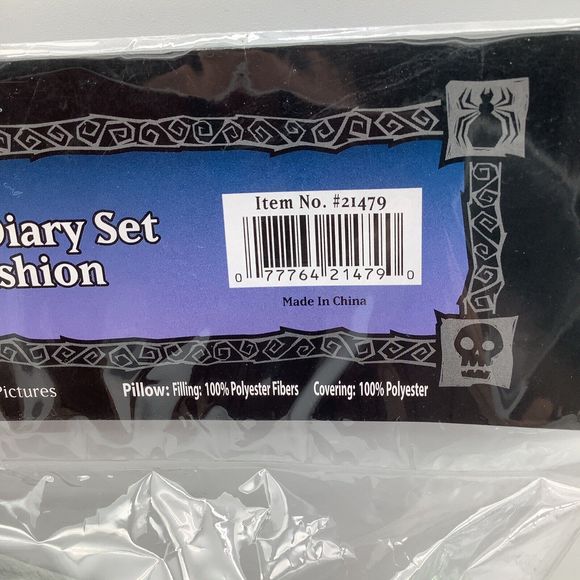 Item No. #21479
Diary Set
shion
0 77764 21479 0
Made In China
Pictures
Pillow: Filling: 100% Polyester Fibers Covering: 100% Polyester